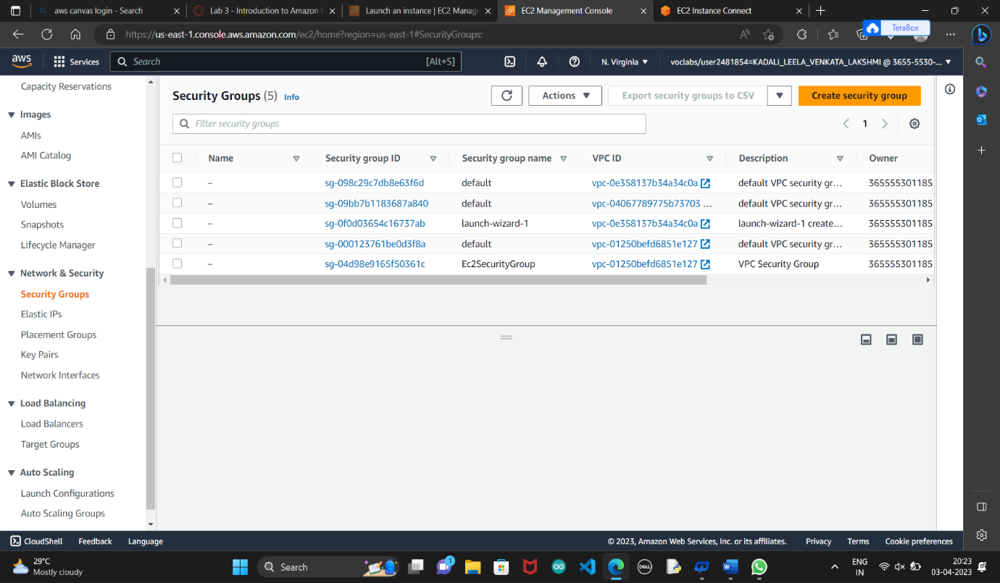 aws canvas login - Search
Lab 3 - Introduction to Amazon
Launch an instance | EC2 Manage
EC2 Management Console
EC2 Instance Connect
https://us-east-1.console.aws.amazon.com/ec2/home?region=us-east-1#SecurityGroups:
TeraBox
aws
Services
Search
[Alt+S]
N. Virginia
voclabs/user2481854=KADALI_LEELA_VENKATA_LAKSHMI @ 3655-5530-...
Capacity Reservations
Images
AMIs
AMI Catalog
Elastic Block Store
Volumes
Snapshots
Lifecycle Manager
Network & Security
Security Groups
Elastic IPs
Placement Groups
Key Pairs
Network Interfaces
Load Balancing
Load Balancers
Target Groups
Auto Scaling
Launch Configurations
Auto Scaling Groups
Security Groups (5) Info
Actions
Export security groups to CSV
Create security group
Filter security groups
1
Name Security group ID Security group name VPC ID Description Owner
– sg-098c29c7db8e63f6d default vpc-0e358137b34a34c0a default VPC security gr... 365555301185
– sg-09bb7b1183687a840 default vpc-04067789775b73703 ... default VPC security gr... 365555301185
– sg-0f0d03654c16737ab launch-wizard-1 vpc-0e358137b34a34c0a launch-wizard-1 create... 365555301185
– sg-000123761be0d3f8a default vpc-01250befd6851e127 default VPC security gr... 365555301185
– sg-04d98e9165f50361c Ec2SecurityGroup vpc-01250befd6851e127 VPC Security Group 365555301185
CloudShell Feedback Language © 2023, Amazon Web Services, Inc. or its affiliates. Privacy Terms Cookie preferences
29°C
Mostly cloudy
Search
1
DELL
ENG
IN
20:23
03-04-2023